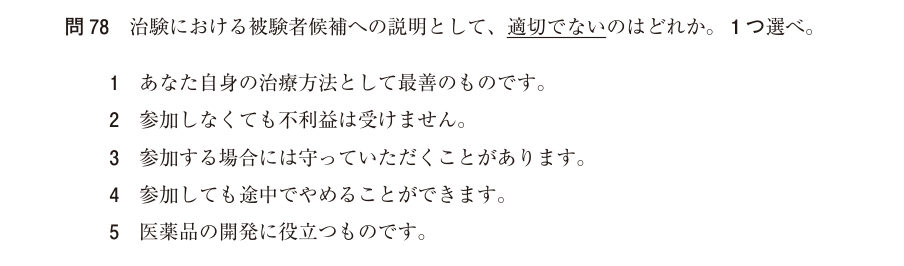 問 78 治験における被験者候補への説明として、適切でないのはどれか。1つ選べ。
1 あなた自身の治療方法として最善のものです。
2 参加しなくても不利益は受けません。
3 参加する場合には守っていただくことがあります。
4 参加しても途中でやめることができます。
5 医薬品の開発に役立つものです。